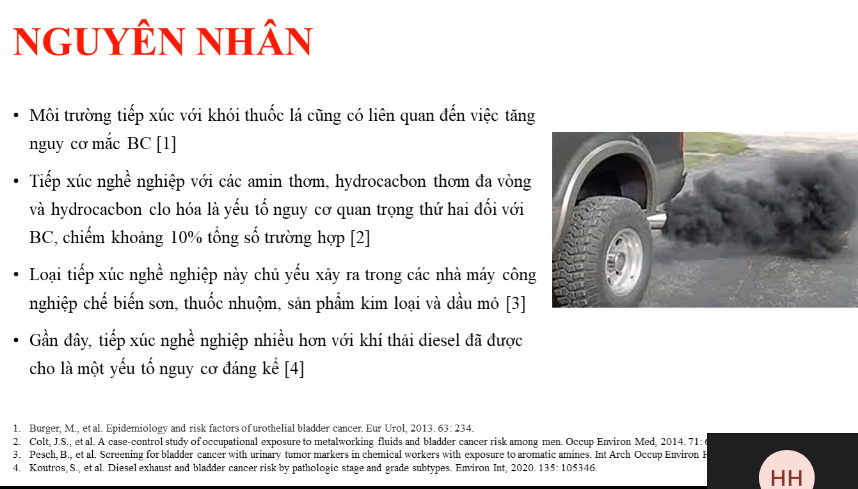 NGUYÊN NHÂN
• Môi trường tiếp xúc với khói thuốc lá cũng có liên quan đến việc tăng
nguy cơ mắc BC [1]
• Tiếp xúc nghề nghiệp với các amin thơm, hydrocacbon thơm đa vòng
và hydrocacbon clo hóa là yếu tố nguy cơ quan trọng thứ hai đối với
BC, chiếm khoảng 10% tổng số trường hợp [2]
• Loại tiếp xúc nghề nghiệp này chủ yếu xảy ra trong các nhà máy công
nghiệp chế biến sơn, thuốc nhuộm, sản phẩm kim loại và dầu mỏ [3]
• Gần đây, tiếp xúc nghề nghiệp nhiều hơn với khí thải diesel đã được
cho là một yếu tố nguy cơ đáng kể [4]
1. Burger, M., et al. Epidemiology and risk factors of urothelial bladder cancer. Eur Urol, 2013. 63: 234.
2. Colt, J.S., et al. A case-control study of occupational exposure to metalworking fluids and bladder cancer risk among men. Occup Environ Med, 2014. 71:
3. Pesch, B., et al. Screening for bladder cancer with urinary tumor markers in chemical workers with exposure to aromatic amines. Int Arch Occup Environ
4. Koutros, S., et al. Diesel exhaust and bladder cancer risk by pathologic stage and grade subtypes. Environ Int, 2020. 135: 105346.
HH